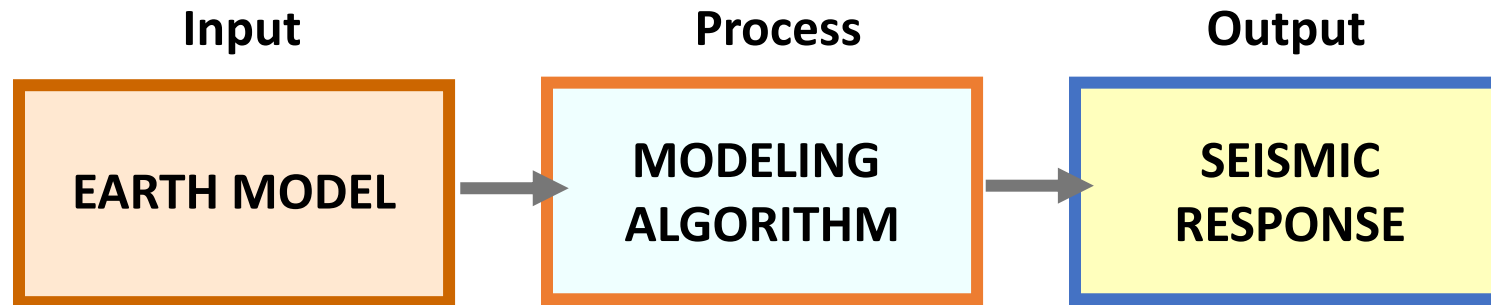 Input
Process
Output
EARTH MODEL
MODELING
ALGORITHM
SEISMIC
RESPONSE